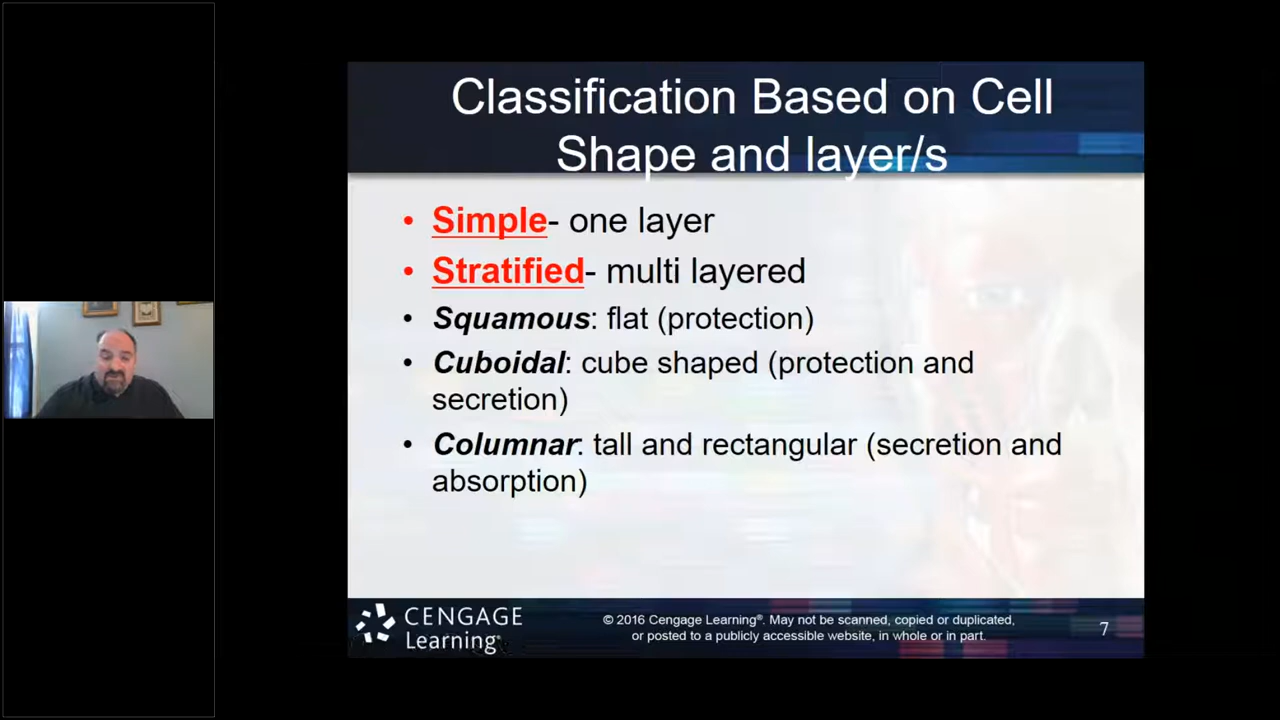 Classification Based on Cell
Shape and layer/s
• Simple- one layer
• Stratified- multi layered
• Squamous: flat (protection)
• Cuboidal: cube shaped (protection and
secretion)
• Columnar: tall and rectangular (secretion and
absorption)
CENGAGE
Learning®
© 2016 Cengage Learning®. May not be scanned, copied or duplicated,
or posted to a publicly accessible website, in whole or in part.
7